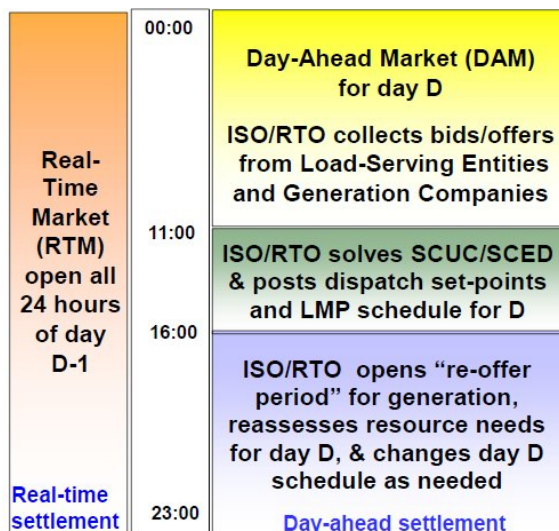 Real-
Time
Market
(RTM)
open all
24 hours
of day
D-1
Real-time
settlement
00:00
11:00
16:00
23:00
Day-Ahead Market (DAM)
for day D
ISO/RTO collects bids/offers
from Load-Serving Entities
and Generation Companies
ISO/RTO solves SCUC/SCED
& posts dispatch set-points
and LMP schedule for D
ISO/RTO opens “re-offer
period” for generation,
reassesses resource needs
for day D, & changes day D
schedule as needed
Day-ahead settlement